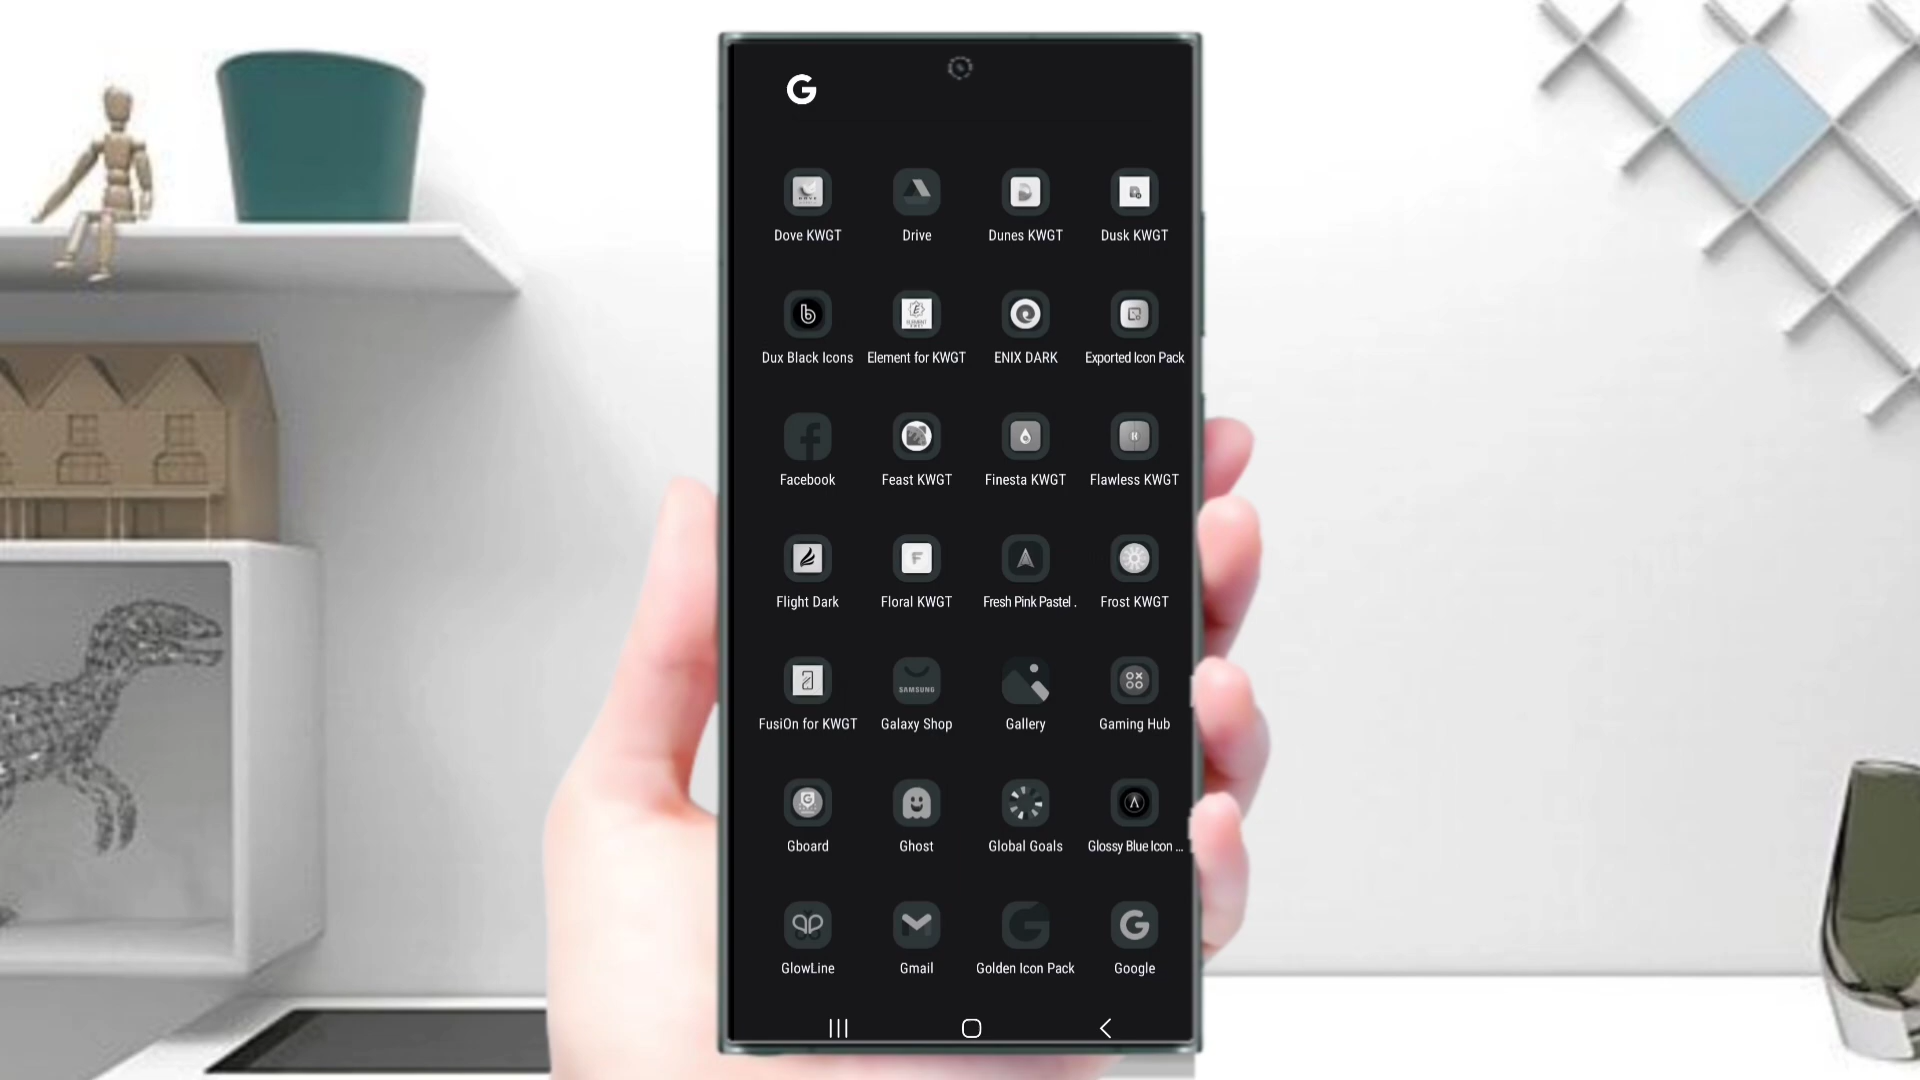 G
Dove KWGT Drive Dunes KWGT Dusk KWGT
Dux Black Icons Element for KWGT ENIX DARK Exported Icon Pack
Facebook Feast KWGT Finesta KWGT Flawless KWGT
F
Flight Dark Floral KWGT Fresh Pink Pastel . Frost KWGT
SAMSUNG
FusiOn for KWGT Galaxy Shop Gallery Gaming Hub
Gboard Ghost Global Goals Glossy Blue Icon ...
G G
GlowLine Gmail Golden Icon Pack Google